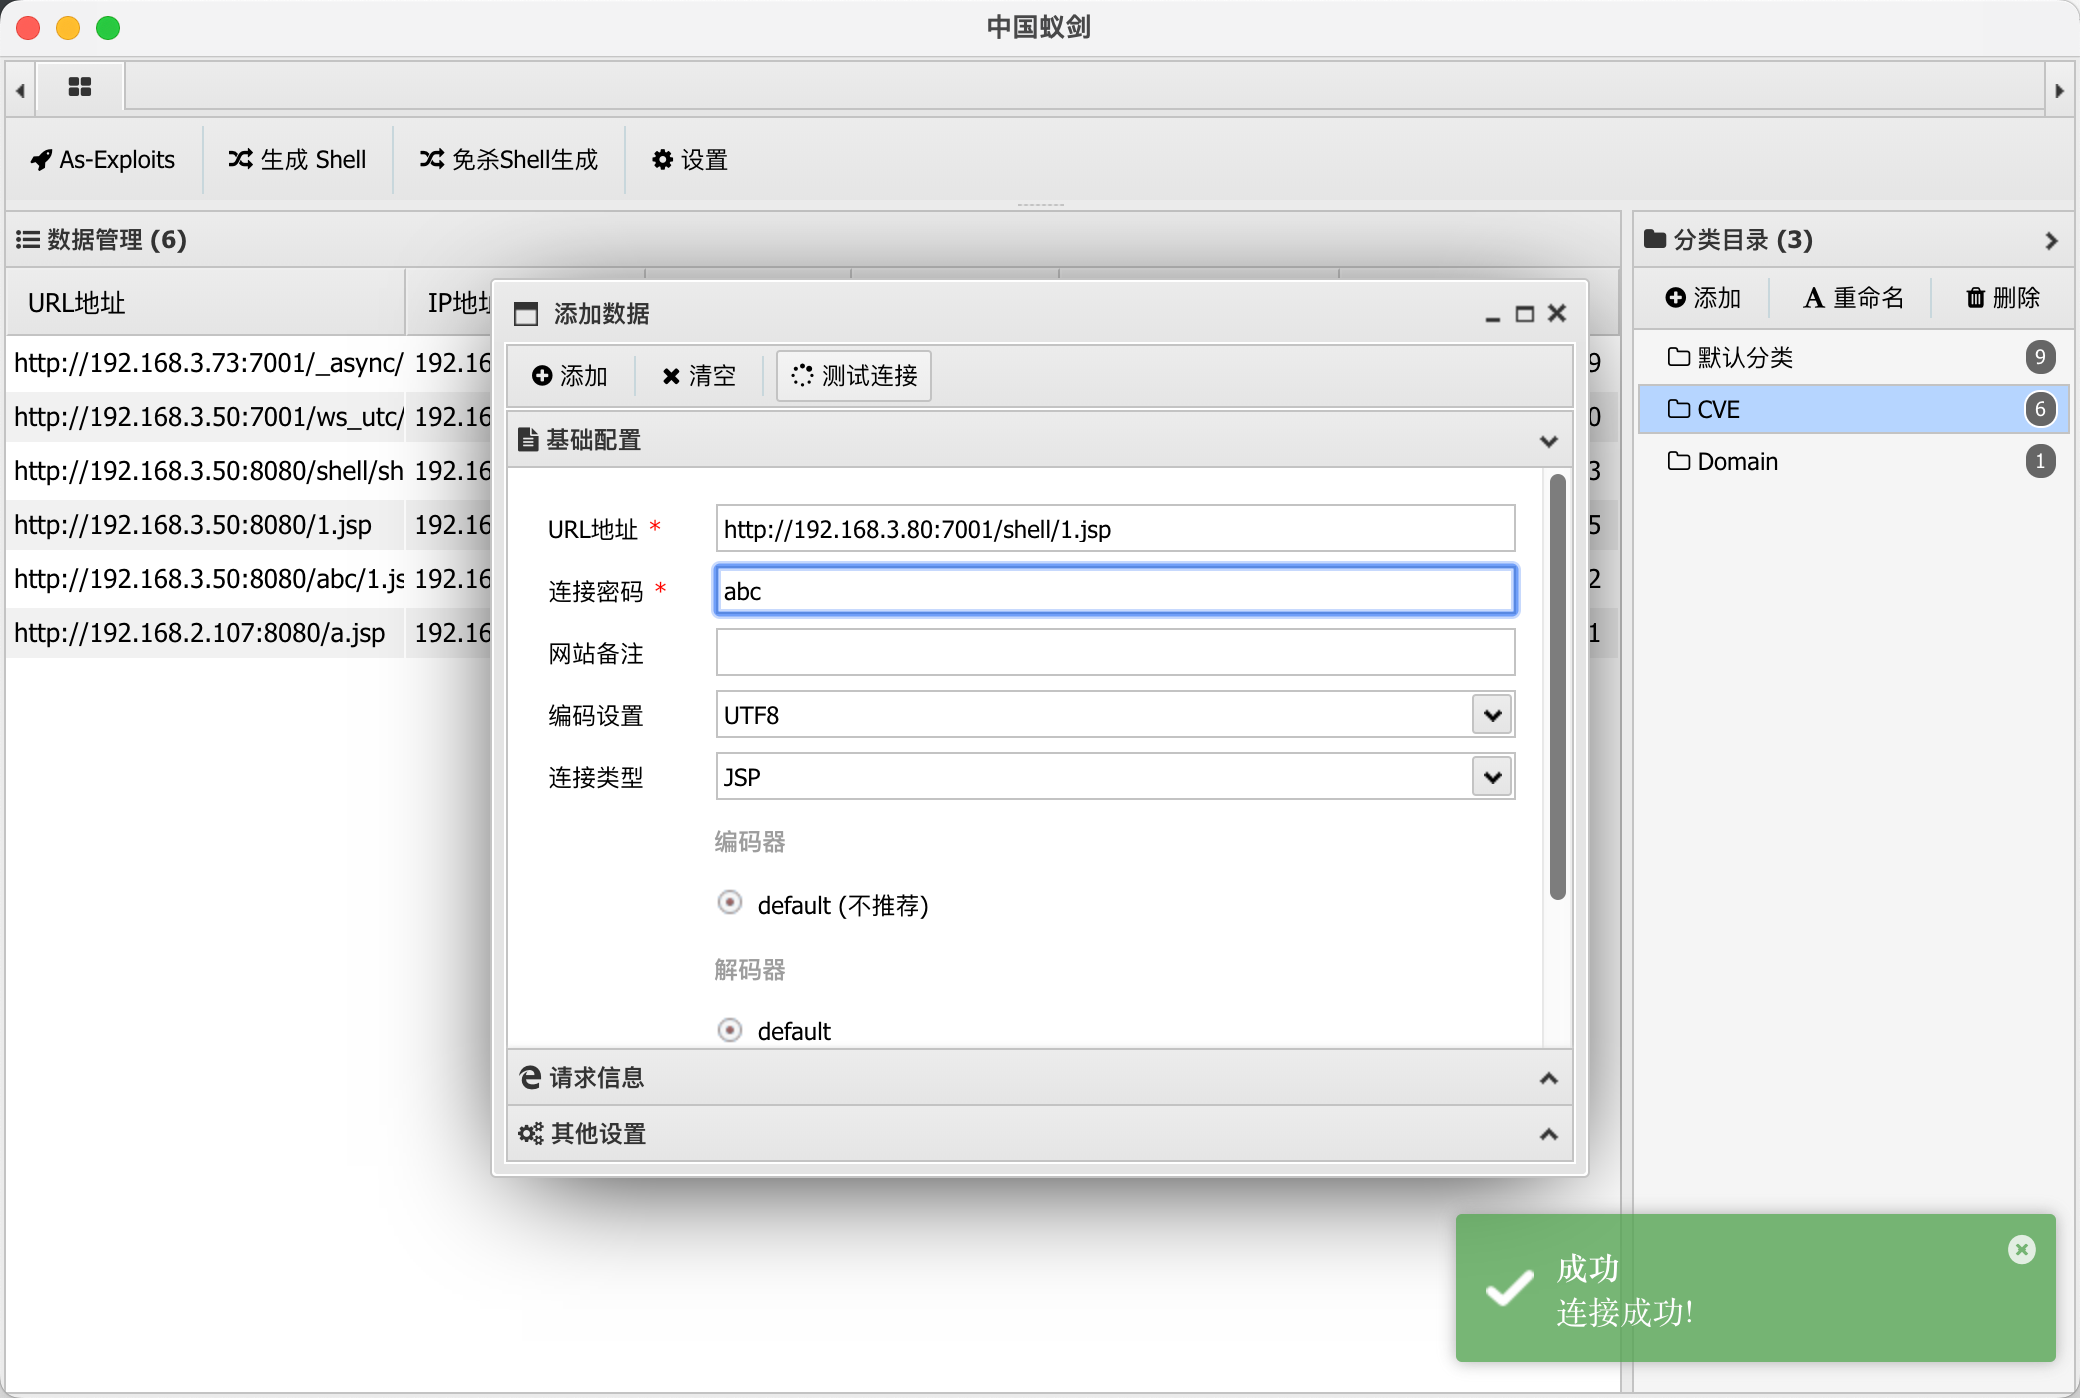 中国蚁剑
As-Exploits
生成 Shell
免杀Shell生成
设置
数据管理 (6)
URL地址
IP地
http://192.168.3.73:7001/_async/ 192.16 9
http://192.168.3.50:7001/ws_utc/ 192.16 0
http://192.168.3.50:8080/shell/sh 192.16 3
http://192.168.3.50:8080/1.jsp 192.16 5
http://192.168.3.50:8080/abc/1.js 192.16 2
http://192.168.2.107:8080/a.jsp 192.16 1
添加数据
添加
清空
测试连接
基础配置
URL地址 * http://192.168.3.80:7001/shell/1.jsp
连接密码 * abc
网站备注
编码设置 UTF8
连接类型 JSP
编码器
default (不推荐)
解码器
default
请求信息
其他设置
分类目录 (3)
添加
重命名
删除
默认分类 9
CVE 6
Domain 1
成功
连接成功!